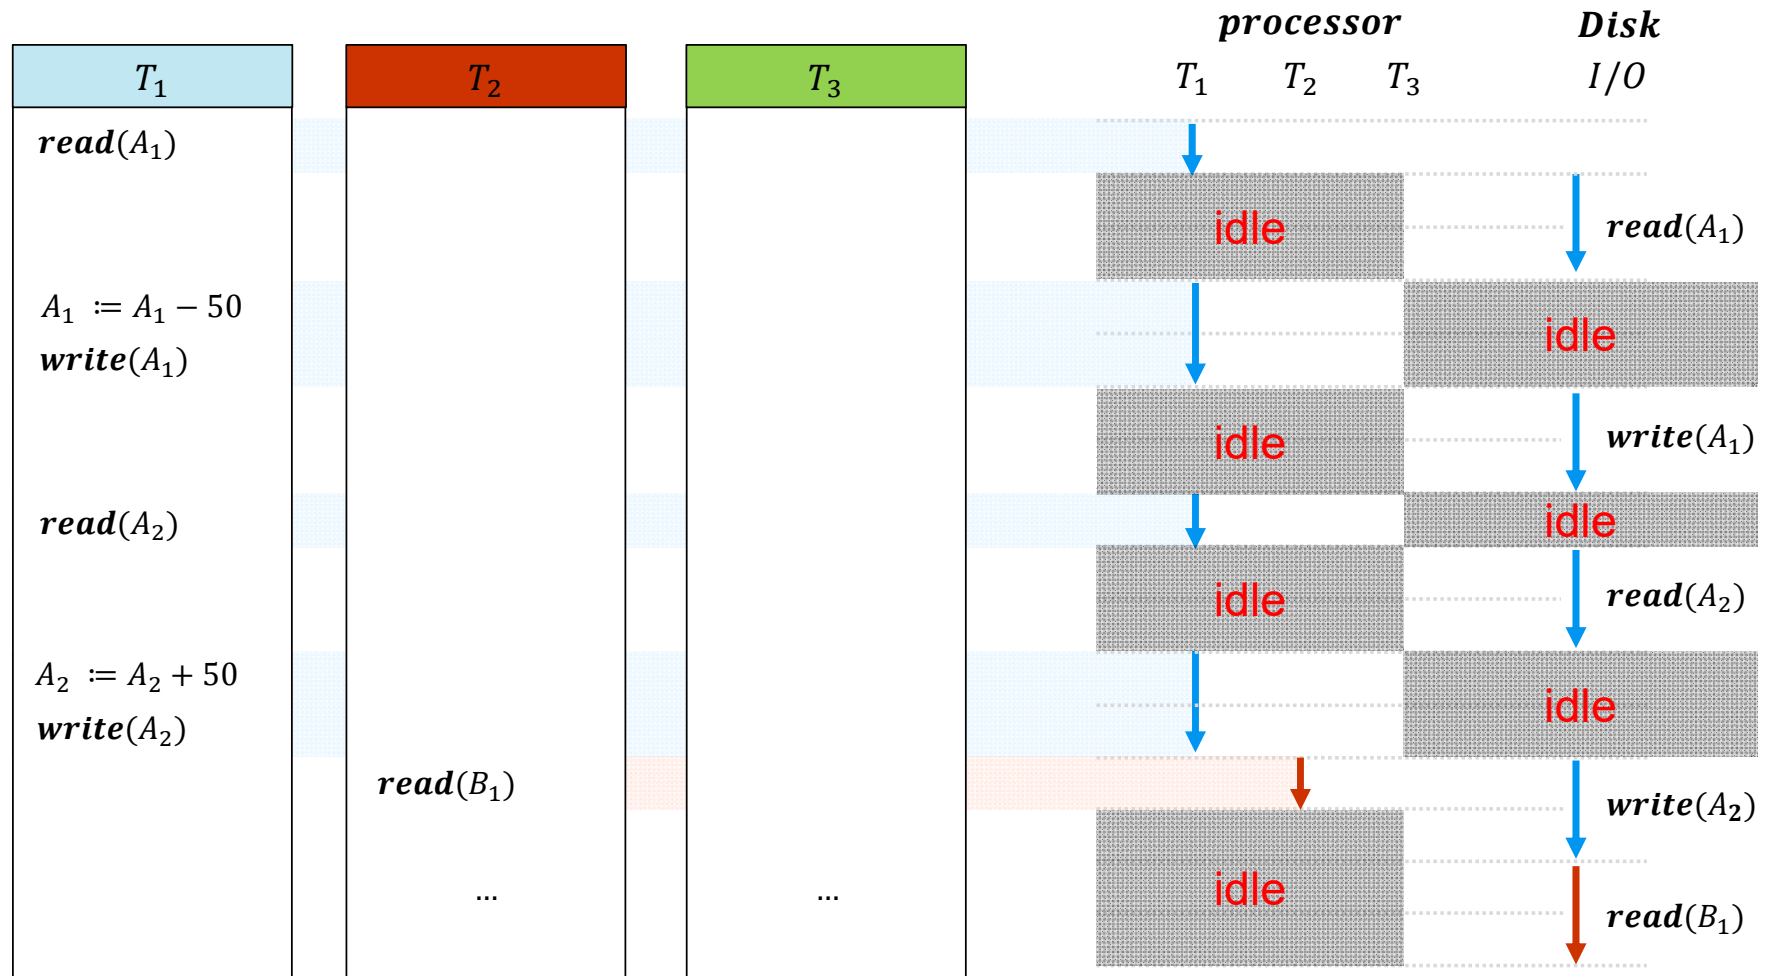 processor Disk
T₁ T₂ T₃ T₁ T₂ T₃ I/O
read(A₁)
idle read(A₁)
A₁ ≔ A₁ − 50
idle
write(A₁)
idle write(A₁)
read(A₂) idle
idle read(A₂)
A₂ ≔ A₂ + 50
idle
write(A₂)
read(B₁)
write(A₂)
... ... idle
read(B₁)